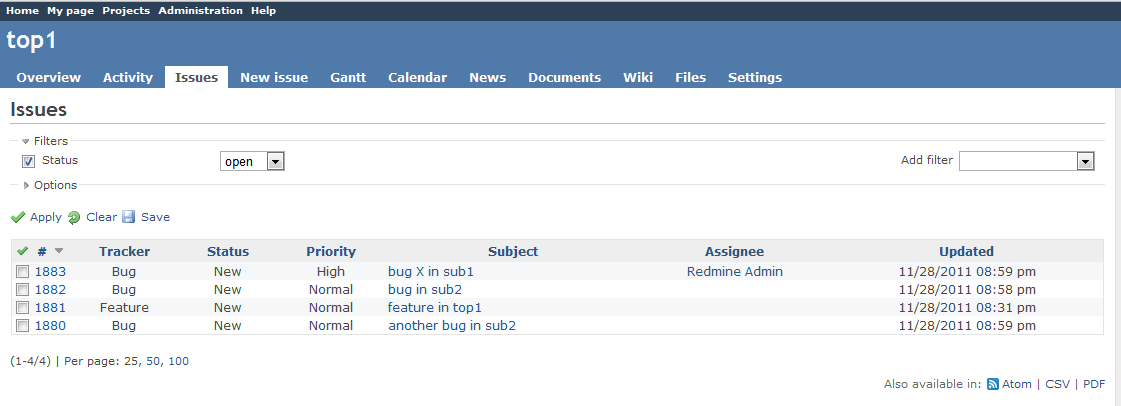 Home My page Projects Administration Help
top1
Overview Activity Issues New issue Gantt Calendar News Documents Wiki Files Settings
Issues
Filters
Status open Add filter
Options
Apply Clear Save
# Tracker Status Priority Subject Assignee Updated
1883 Bug New High bug X in sub1 Redmine Admin 11/28/2011 08:59 pm
1882 Bug New Normal bug in sub2 11/28/2011 08:58 pm
1881 Feature New Normal feature in top1 11/28/2011 08:31 pm
1880 Bug New Normal another bug in sub2 11/28/2011 08:59 pm
(1-4/4) | Per page: 25, 50, 100
Also available in: Atom | CSV | PDF